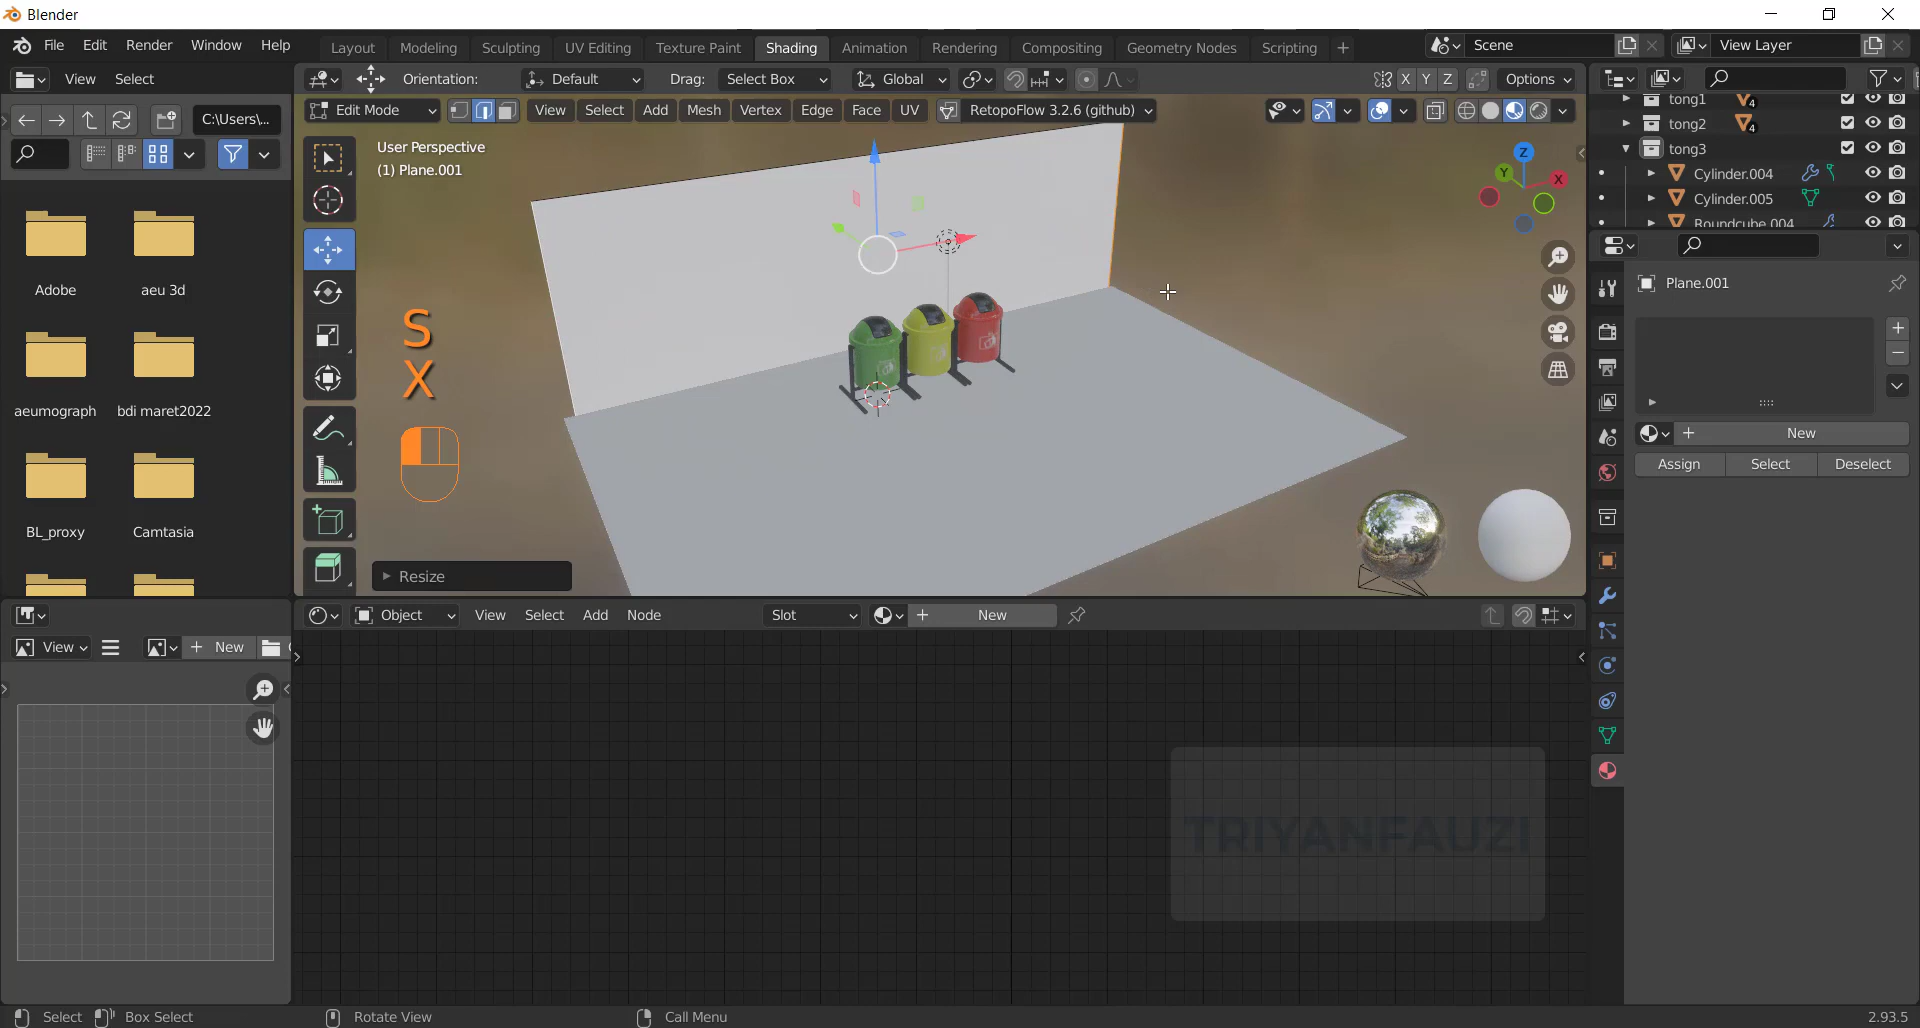 Blender
File Edit Render Window Help Layout Modeling Sculpting UV Editing Texture Paint Shading Animation Rendering Compositing Geometry Nodes Scripting + Scene View Layer
View Select Orientation: Default Drag: Select Box Global X Y Z Options
C:\Users\... Edit Mode View Select Add Mesh Vertex Edge Face UV RetopoFlow 3.2.6 (github)
tong1 4
tong2 4
tong3
Cylinder.004
Cylinder.005
Roundcube.004
User Perspective
(1) Plane.001
Z
Y X
Adobe aeu 3d
aeumograph bdi maret2022
BL_proxy Camtasia
S
X
Resize
Plane.001
+ New
Assign Select Deselect
Object View Select Add Node Slot + New
View + New
TRIYANFAUZI
Select Box Select Rotate View Call Menu 2.93.5